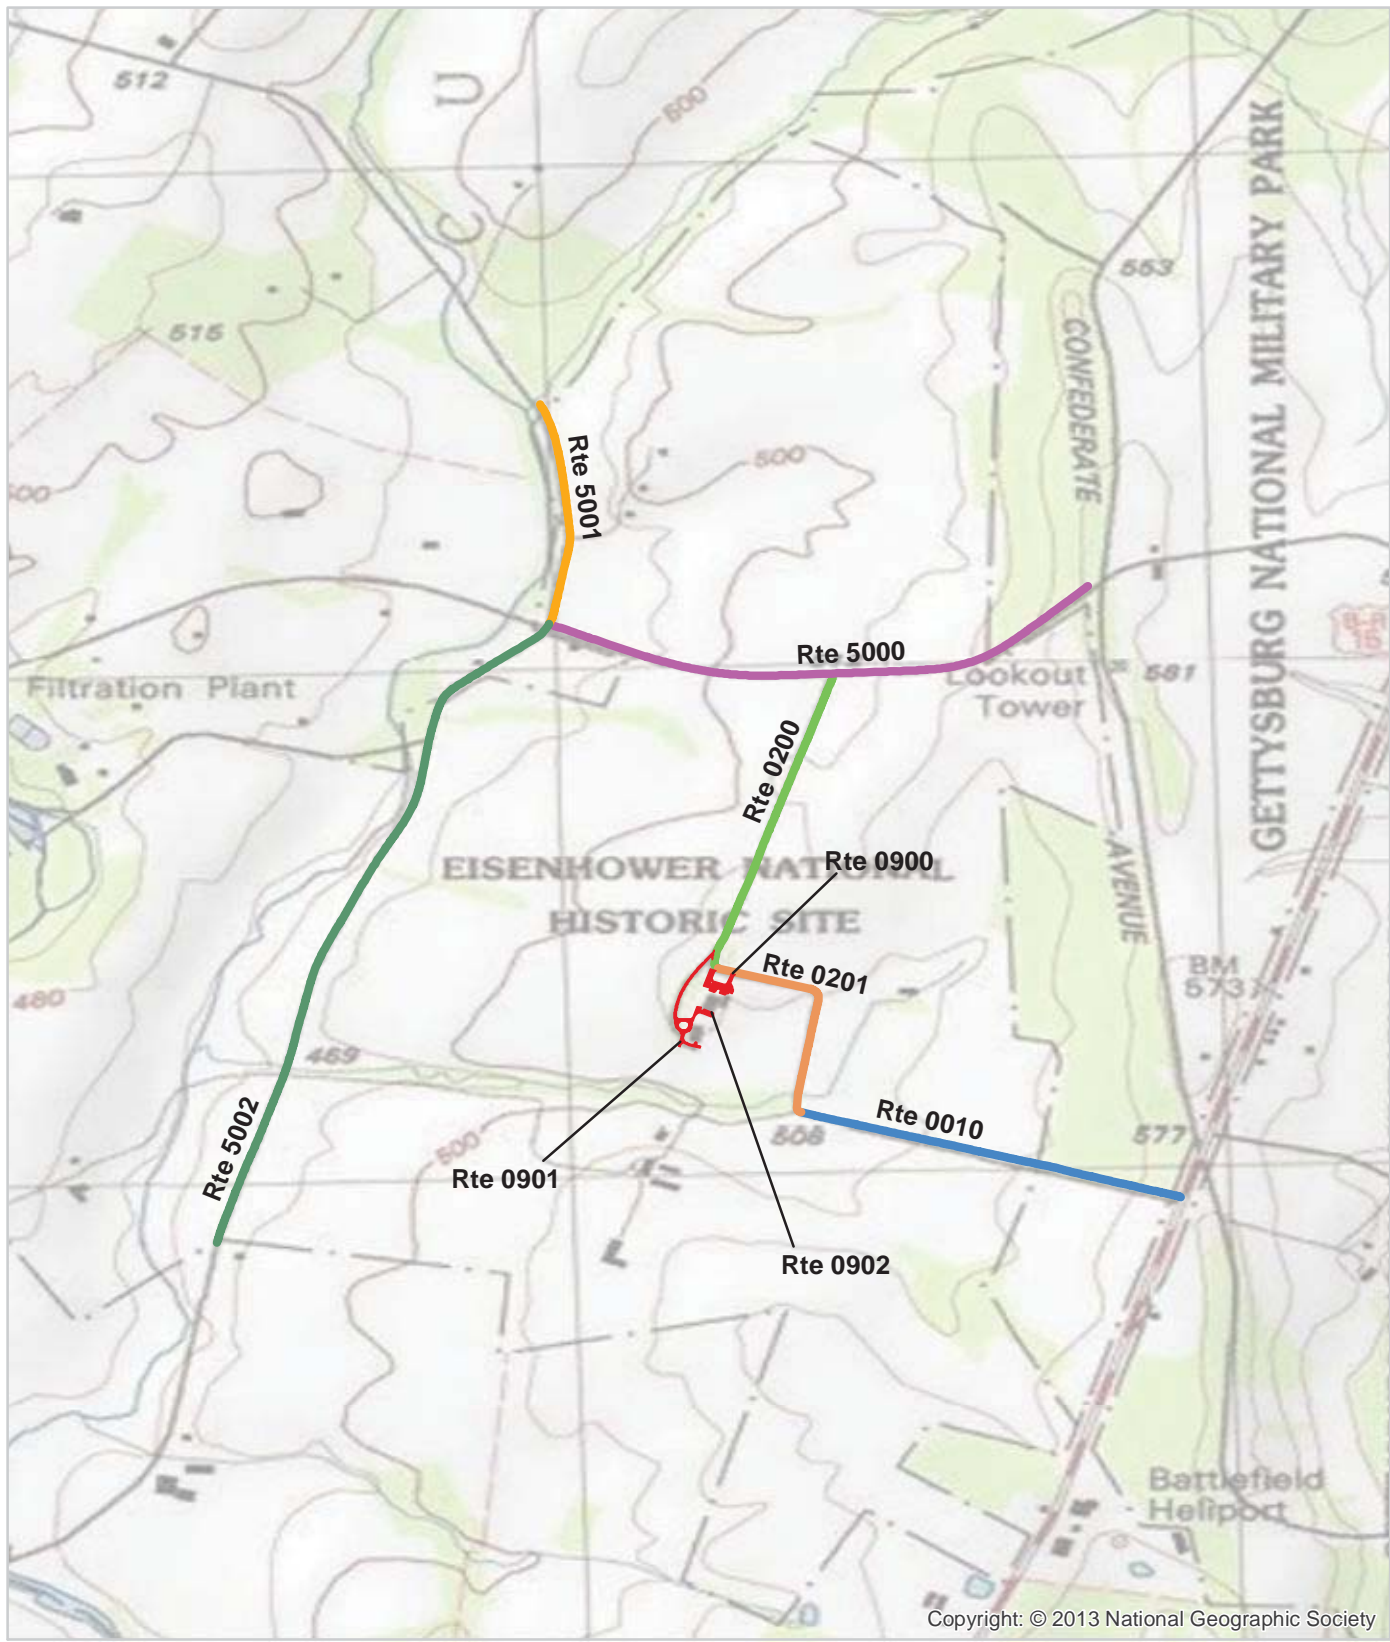 512
U
600
GETTYSBURG NATIONAL MILITARY PARK
C
553
515
CONFEDERATE
Rte 5001
500
500
Rte 5000
Lookout
Tower
581
Filtration Plant
Rte 0200
AVENUE
Rte 0900
EISENHOWER NATIONAL
HISTORIC SITE
Rte 0201
BM
573
480
469
Rte 0010
Rte 5002
500
508
577
Rte 0901
Rte 0902
Battlefield
Heliport
Copyright: © 2013 National Geographic Society